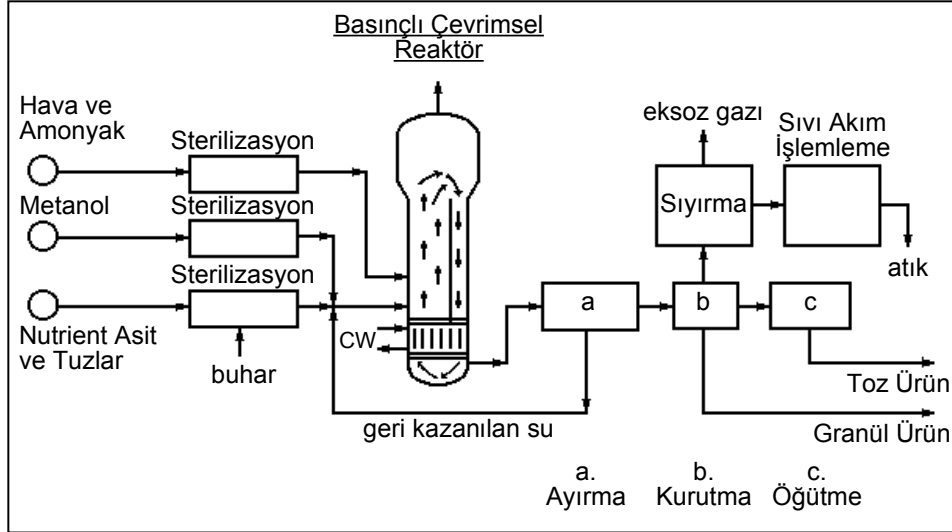 Basınçlı Çevrimsel
Reaktör
Hava ve
Amonyak
Sterilizasyon
Metanol
Sterilizasyon
Sterilizasyon
Nutrient Asit
ve Tuzlar
buhar
CW
geri kazanılan su
eksoz gazı
Sıvı Akım
İşlemleme
Sıyırma
atık
a
b
c
Toz Ürün
Granül Ürün
a.
Ayırma
b.
Kurutma
c.
Öğütme